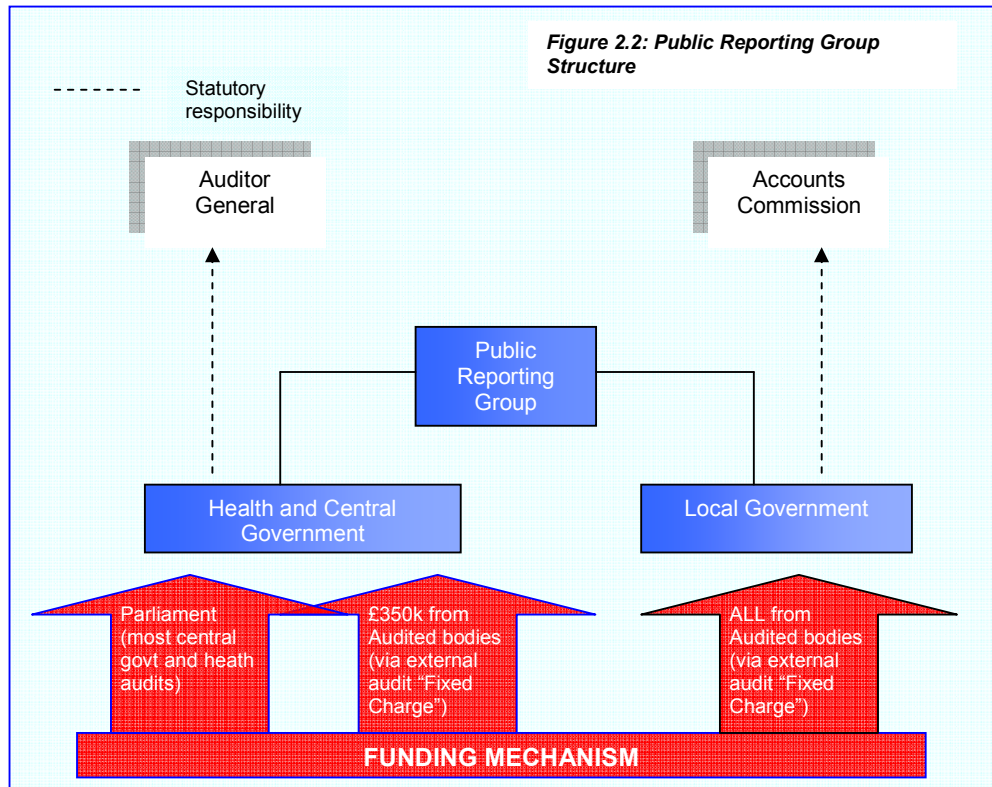 Figure 2.2: Public Reporting Group
Structure
Statutory
responsibility
Auditor
General
Accounts
Commission
Public
Reporting
Group
Health and Central
Government
Local Government
Parliament
(most central
govt and heath
audits)
£350k from
Audited bodies
(via external
audit “Fixed
Charge”)
ALL from
Audited bodies
(via external
audit “Fixed
Charge”)
FUNDING MECHANISM